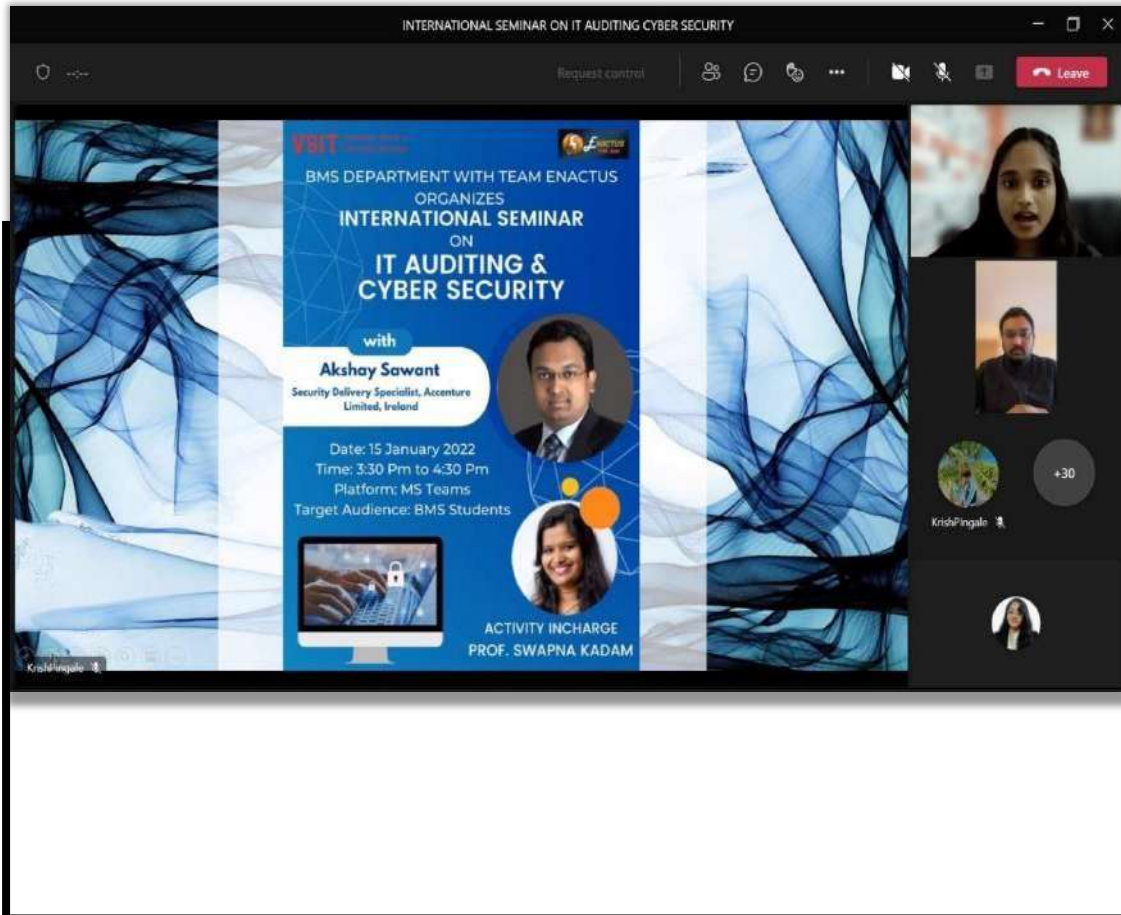 INTERNATIONAL SEMINAR ON IT AUDITING CYBER SECURITY
--:--
Request control
Leave
VSIT
ENACTUS
BMS DEPARTMENT WITH TEAM ENACTUS
ORGANIZES
INTERNATIONAL SEMINAR
ON
IT AUDITING &
CYBER SECURITY
with
Akshay Sawant
Security Delivery Specialist, Accenture
Limited, Ireland
Date: 15 January 2022
Time: 3:30 Pm to 4:30 Pm
Platform: MS Teams
Target Audience: BMS Students
ACTIVITY INCHARGE
PROF. SWAPNA KADAM
KrishPingale
+30
KrishPingale